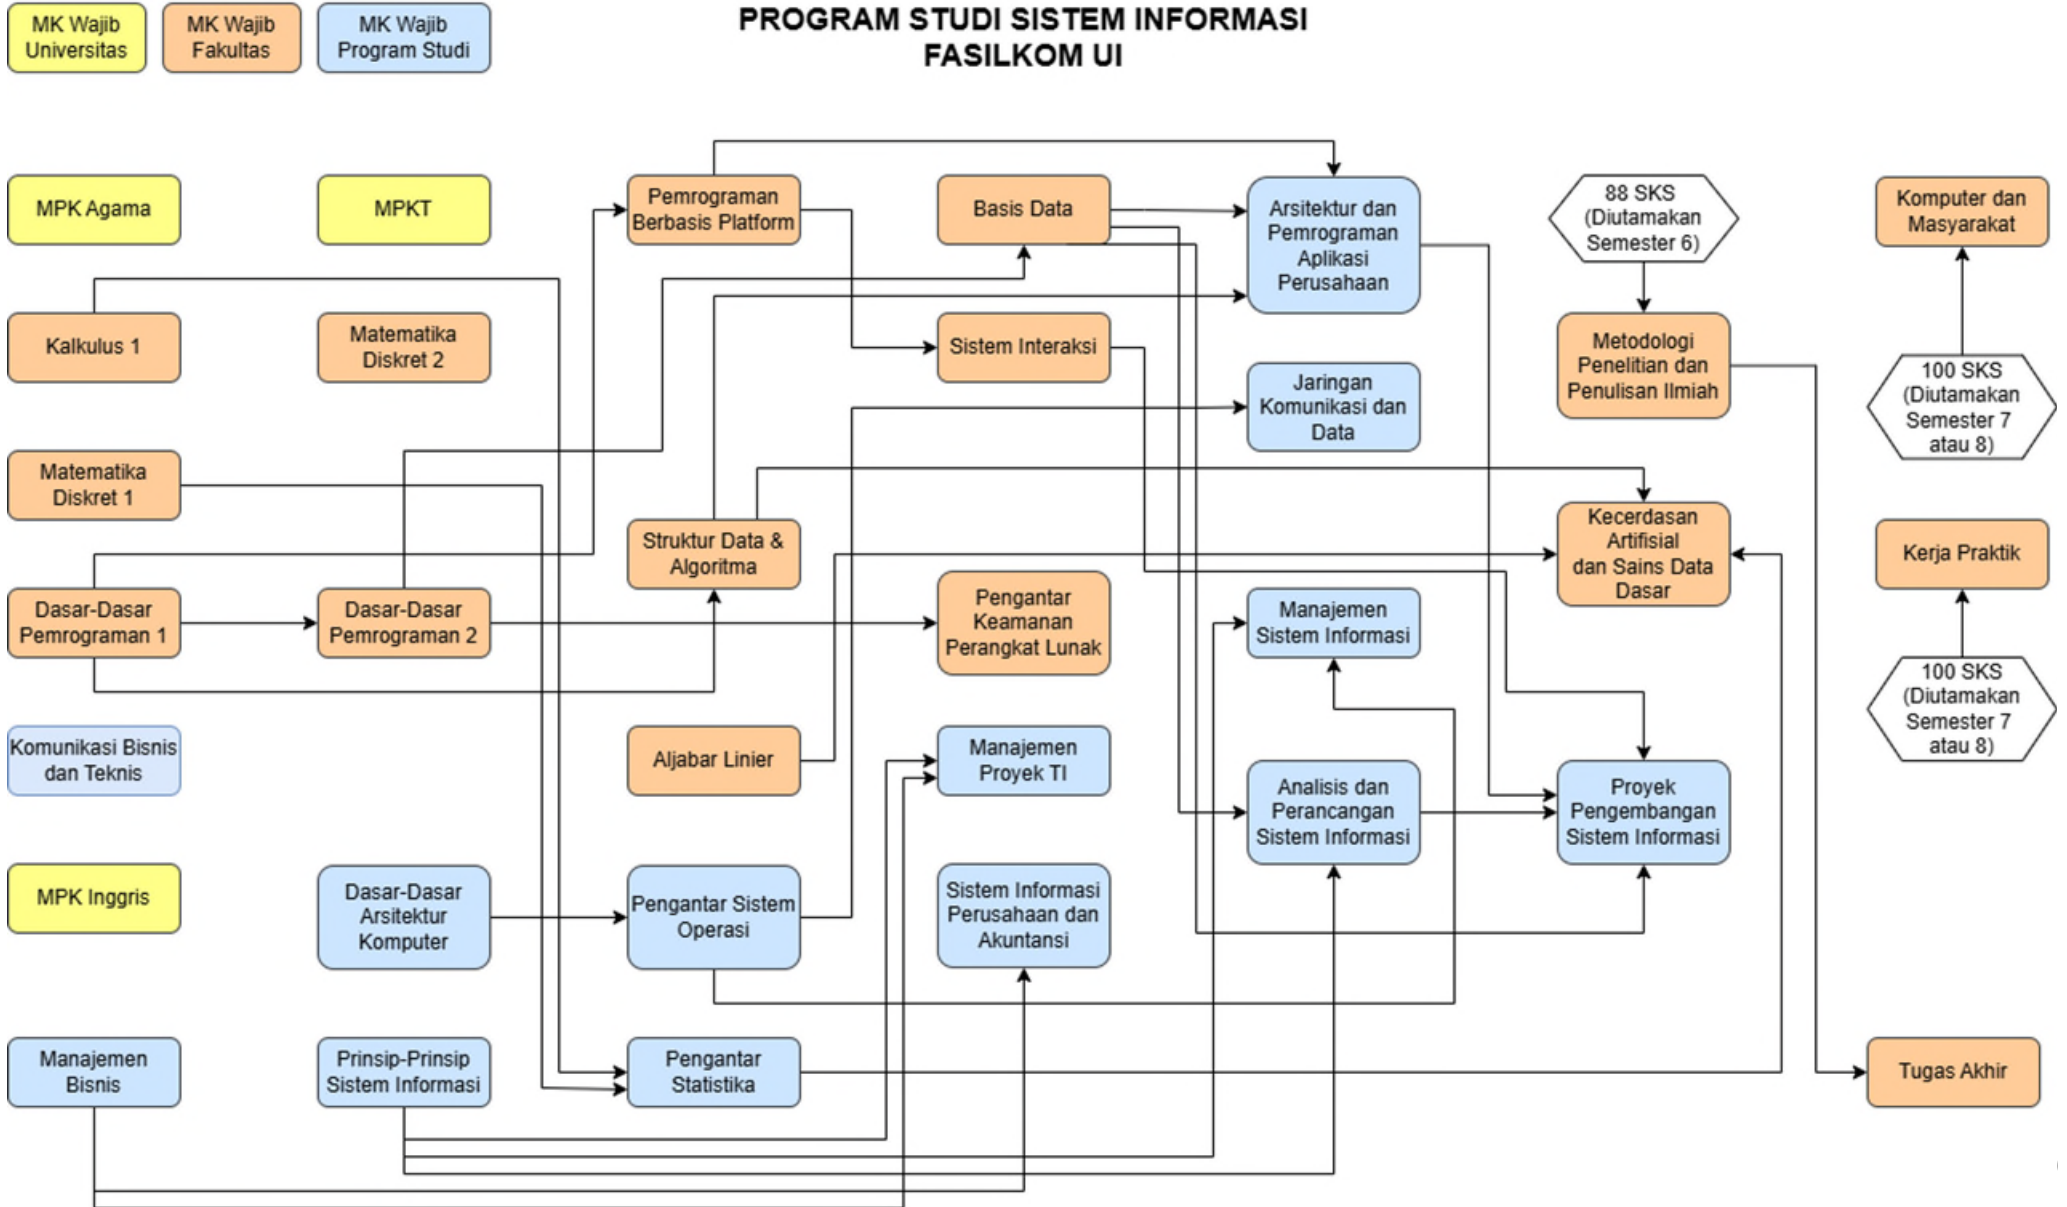 MK Wajib
Universitas
MK Wajib
Fakultas
MK Wajib
Program Studi
PROGRAM STUDI SISTEM INFORMASI
FASILKOM UI
MPK Agama
MPKT
Pemrograman
Berbasis Platform
Basis Data
Arsitektur dan
Pemrograman
Aplikasi
Perusahaan
88 SKS
(Diutamakan
Semester 6)
Komputer dan
Masyarakat
Kalkulus 1
Matematika
Diskret 2
Sistem Interaksi
Jaringan
Komunikasi dan
Data
Metodologi
Penelitian dan
Penulisan Ilmiah
100 SKS
(Diutamakan
Semester 7
atau 8)
Matematika
Diskret 1
Struktur Data &
Algoritma
Kecerdasan
Artifisial
dan Sains Data
Dasar
Kerja Praktik
Dasar-Dasar
Pemrograman 1
Dasar-Dasar
Pemrograman 2
Pengantar
Keamanan
Perangkat Lunak
Manajemen
Sistem Informasi
100 SKS
(Diutamakan
Semester 7
atau 8)
Komunikasi Bisnis
dan Teknis
Aljabar Linier
Manajemen
Proyek TI
Analisis dan
Perancangan
Sistem Informasi
Proyek
Pengembangan
Sistem Informasi
MPK Inggris
Dasar-Dasar
Arsitektur
Komputer
Pengantar Sistem
Operasi
Sistem Informasi
Perusahaan dan
Akuntansi
Manajemen
Bisnis
Prinsip-Prinsip
Sistem Informasi
Pengantar
Statistika
Tugas Akhir